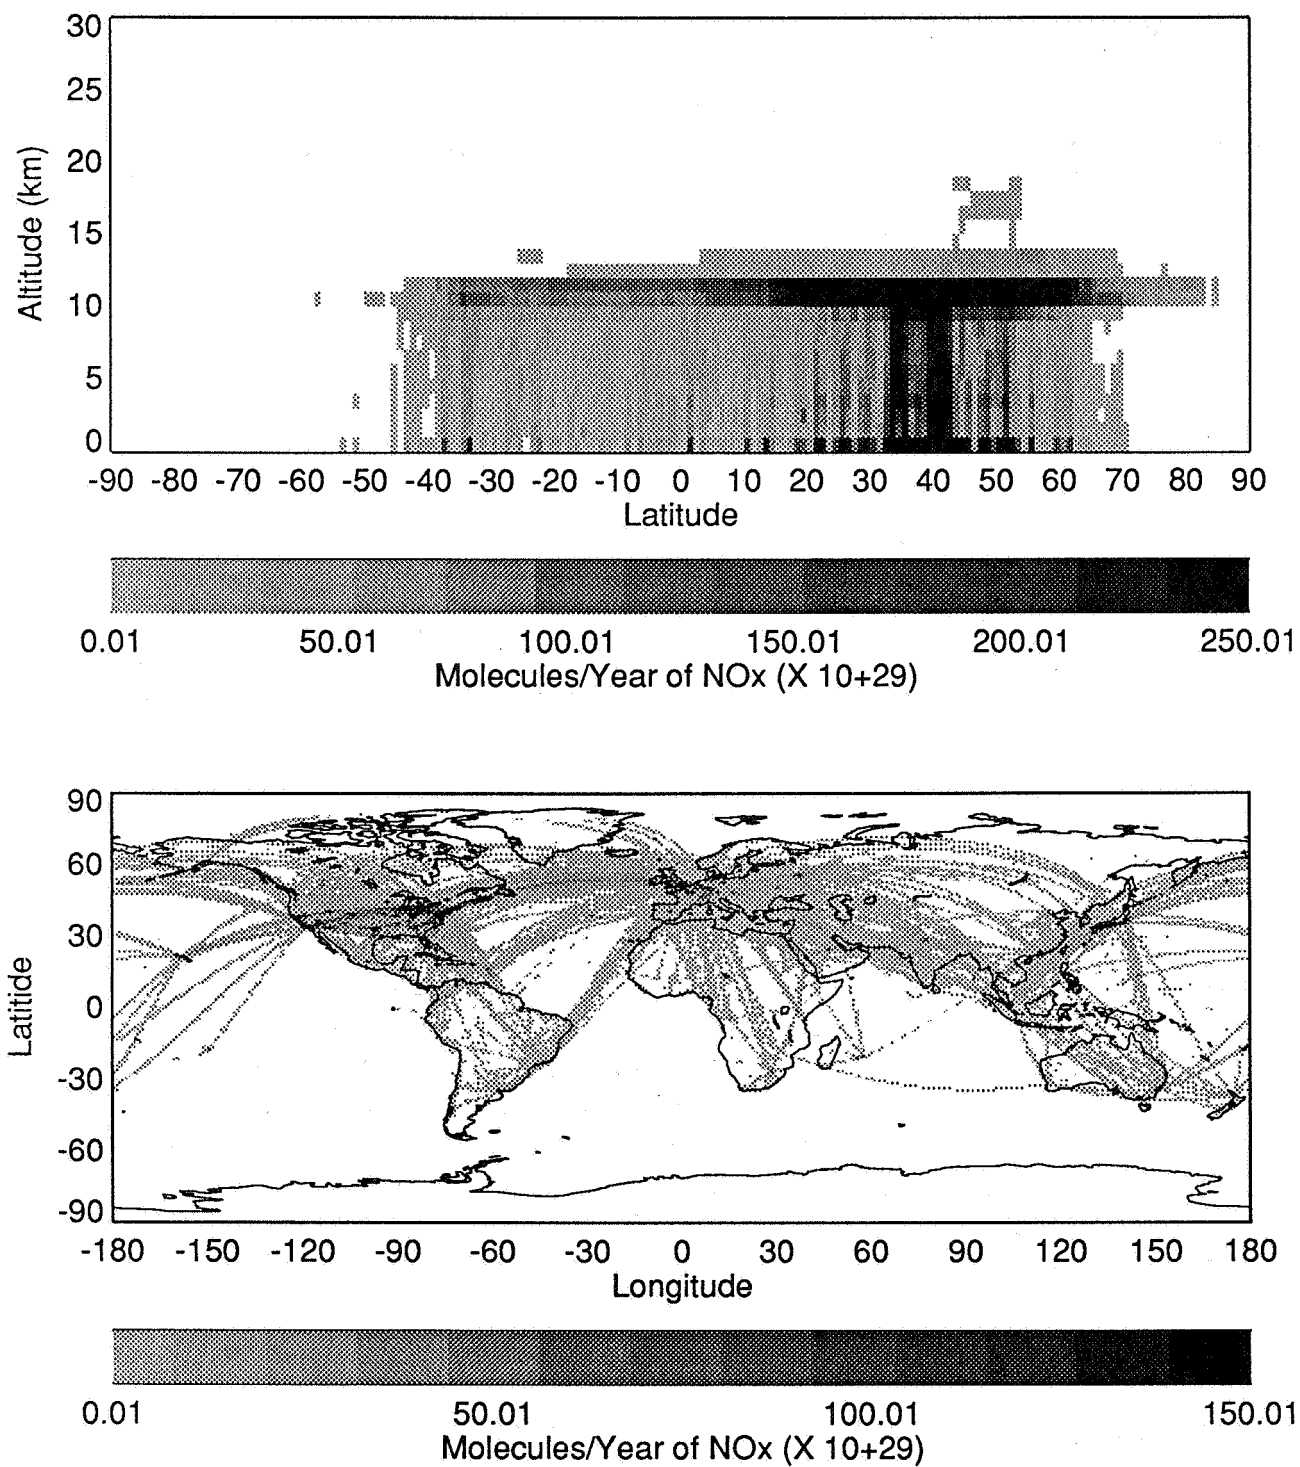 30
25
20
15
10
5
0
Altitude (km)
-90 -80 -70 -60 -50 -40 -30 -20 -10 0 10 20 30 40 50 60 70 80 90
Latitude
0.01 50.01 100.01 150.01 200.01 250.01
Molecules/Year of NOx (X 10+29)
90
60
30
0
-30
-60
-90
Latitide
-180 -150 -120 -90 -60 -30 0 30 60 90 120 150 180
Longitude
0.01 50.01 100.01 150.01
Molecules/Year of NOx (X 10+29)